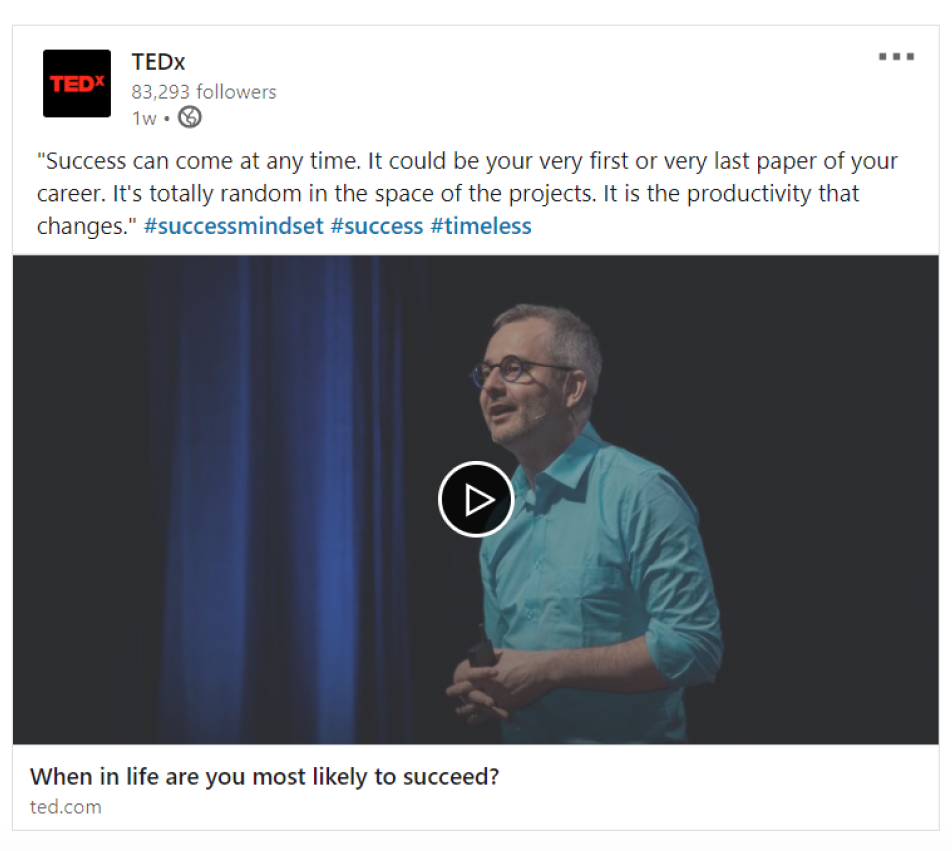 TEDx
TEDx
83,293 followers
1w •
"Success can come at any time. It could be your very first or very last paper of your
career. It's totally random in the space of the projects. It is the productivity that
changes." #successmindset #success #timeless
When in life are you most likely to succeed?
ted.com